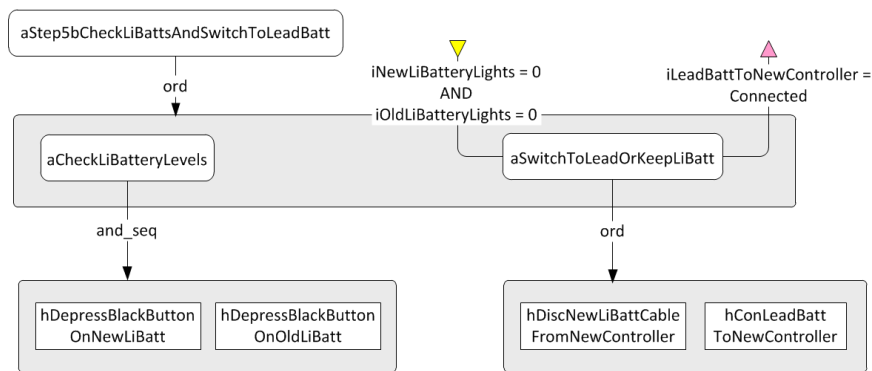 aStep5bCheckLiBattsAndSwitchToLeadBatt
ord
iNewLiBatteryLights = 0
AND
iOldLiBatteryLights = 0
iLeadBattToNewController =
Connected
aCheckLiBatteryLevels
aSwitchToLeadOrKeepLiBatt
and_seq
ord
hDepressBlackButton
OnNewLiBatt
hDepressBlackButton
OnOldLiBatt
hDiscNewLiBattCable
FromNewController
hConLeadBatt
ToNewController